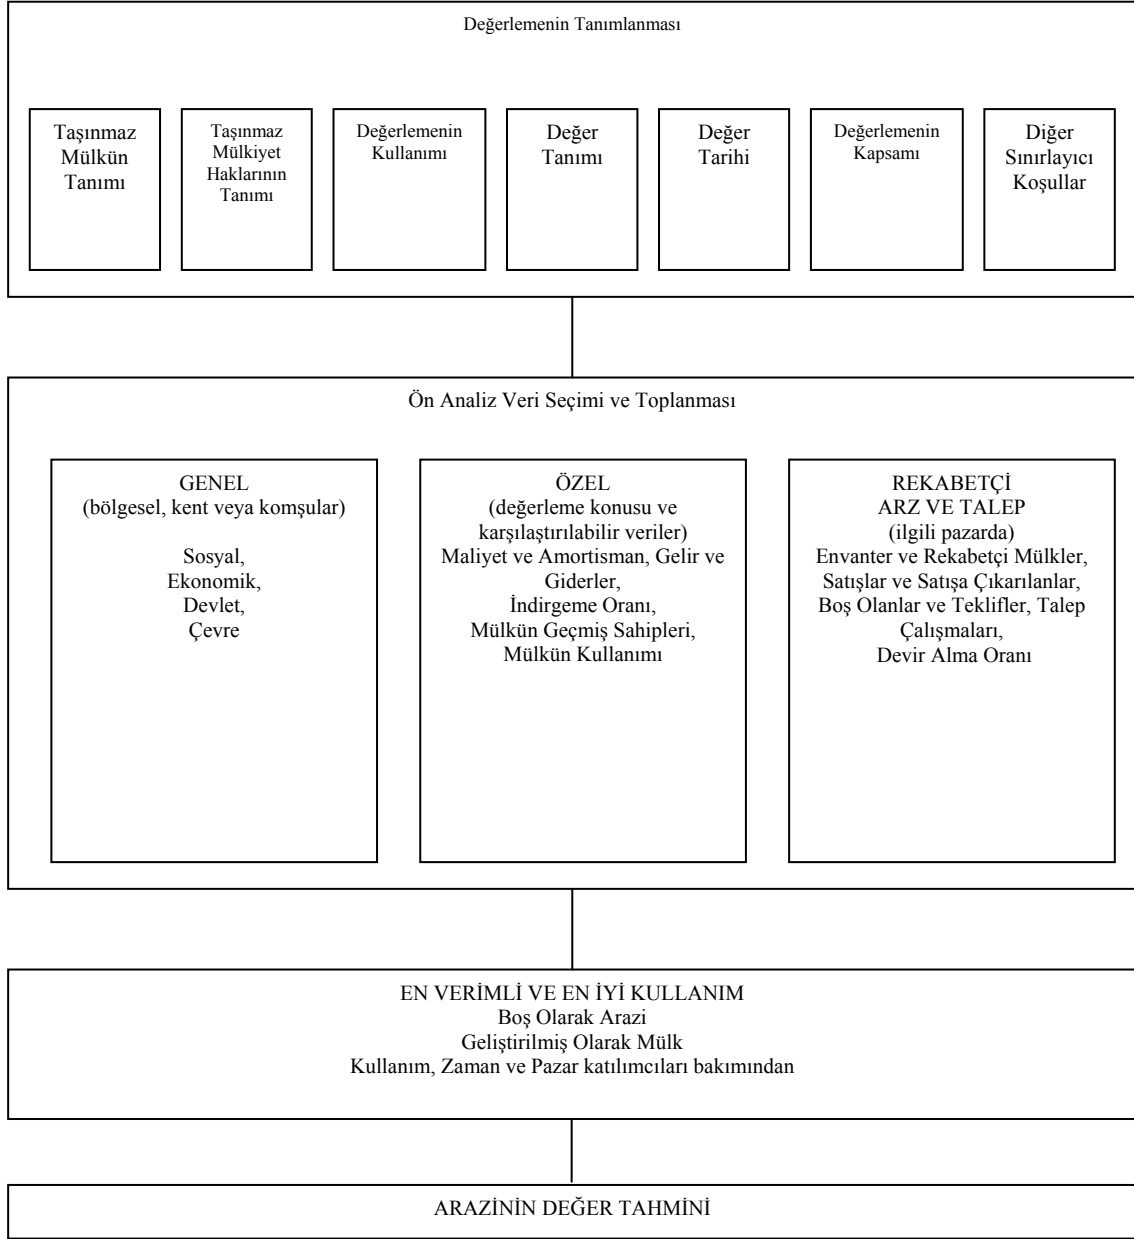 Değerlemenin Tanımlanması
Taşınmaz
Mülkün
Tanımı
Taşınmaz
Mülkiyet
Haklarının
Tanımı
Değerlemenin
Kullanımı
Değer
Tanımı
Değer
Tarihi
Değerlemenin
Kapsamı
Diğer
Sınırlayıcı
Koşullar
Ön Analiz Veri Seçimi ve Toplanması
GENEL
(bölgesel, kent veya komşular)
Sosyal,
Ekonomik,
Devlet,
Çevre
ÖZEL
(değerleme konusu ve
karşılaştırılabilir veriler)
Maliyet ve Amortisman, Gelir ve
Giderler,
İndirgeme Oranı,
Mülkün Geçmiş Sahipleri,
Mülkün Kullanımı
REKABETÇİ
ARZ VE TALEP
(ilgili pazarda)
Envanter ve Rekabetçi Mülkler,
Satışlar ve Satışa Çıkarılanlar,
Boş Olanlar ve Teklifler, Talep
Çalışmaları,
Devir Alma Oranı
EN VERİMLİ VE EN İYİ KULLANIM
Boş Olarak Arazi
Geliştirilmiş Olarak Mülk
Kullanım, Zaman ve Pazar katılımcıları bakımından
ARAZİNİN DEĞER TAHMİNİ